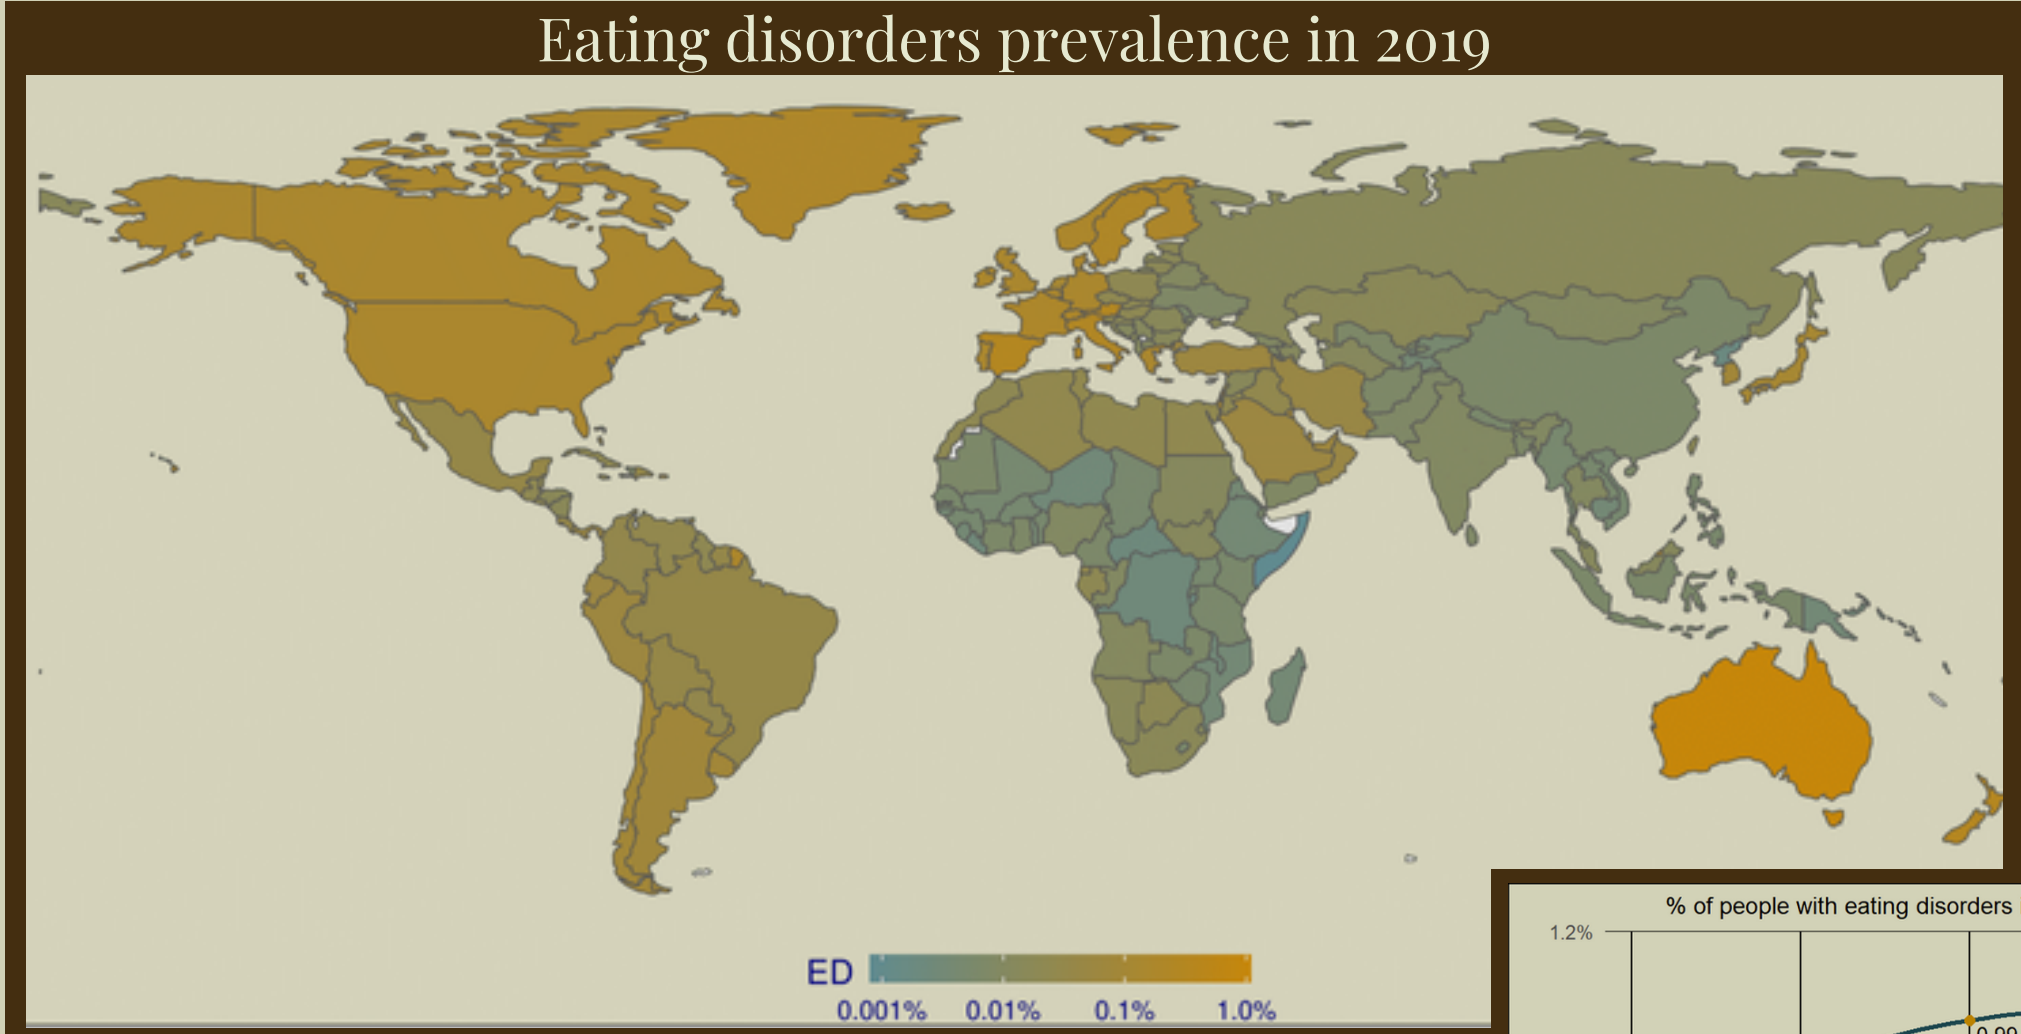 Eating disorders prevalence in 2019
ED
0.001% 0.01% 0.1% 1.0%
% of people with eating disorders
1.2%